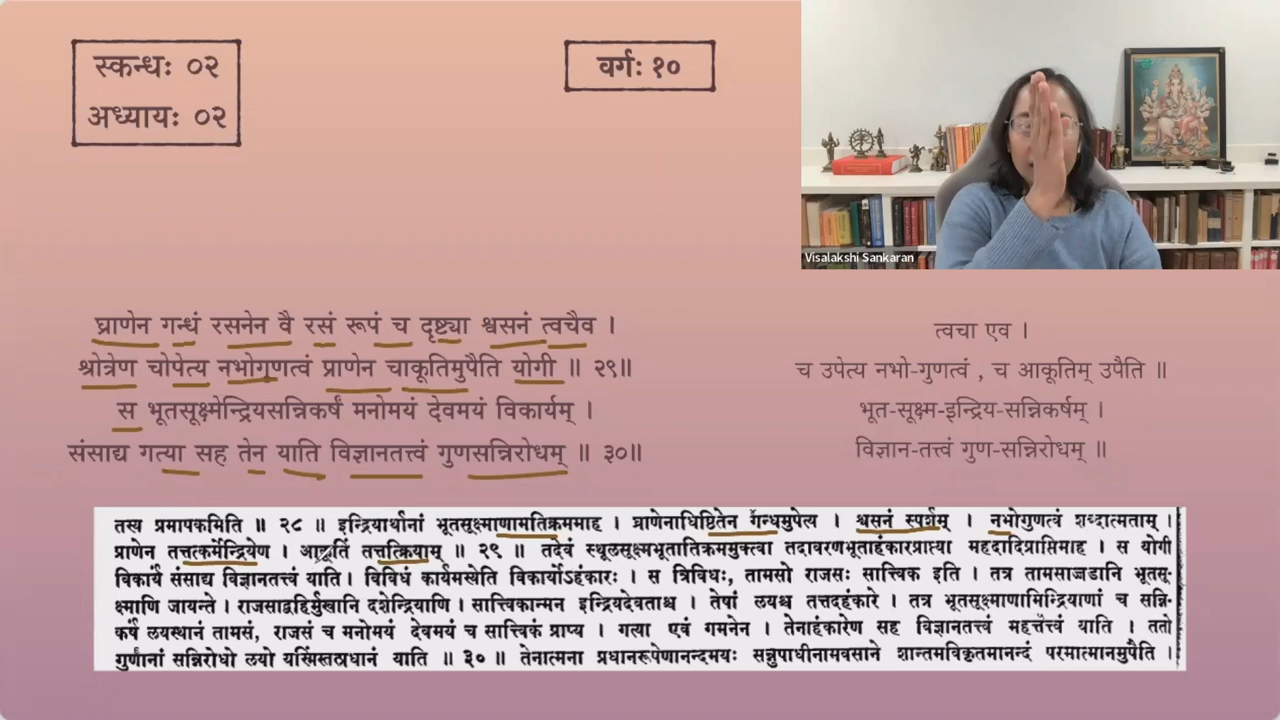 स्कन्धः ०२
अध्यायः ०२
वर्गः १०
Visalakshi Sankaran
घ्राणेन गन्धं रसनेन वै रसं रूपं च दृष्ट्या श्वसनं त्वचैव ।
श्रोत्रेण चोपेत्य नभोगुणत्वं प्राणेन चाकूतिमुपैति योगी ॥ २९॥
स भूतसूक्ष्मेन्द्रियसन्निकर्षं मनोमयं देवमयं विकार्यम् ।
संसाद्य गत्या सह तेन याति विज्ञानतत्त्वं गुणसन्निरोधम् ॥ ३०॥
त्वचा एव ।
च उपेत्य नभो-गुणत्वं , च आकूतिम् उपैति ॥
भूत-सूक्ष्म-इन्द्रिय-सन्निकर्षम् ।
विज्ञान-तत्त्वं गुण-सन्निरोधम् ॥
तस्य प्रमापकमिति ॥ २८ ॥ इन्द्रियार्थानां भूतसूक्ष्माणामतिक्रममाह । घ्राणेनाधिष्ठितेन गन्धमुपेत्य । श्वसनं स्पर्शम् । नभोगुणत्वं शब्दात्मताम् ।
प्राणेन तत्तत्कर्मेन्द्रियेण । आकूतिं तत्तत्क्रियाम् ॥ २९ ॥ तदेवं स्थूलसूक्ष्मभूतातिक्रममुक्त्वा तदावरणभूताहंकारप्राप्त्या महदादिप्राप्तिमाह । स योगी
विकार्यं संसाद्य विज्ञानतत्त्वं याति । विविधं कार्यमस्येति विकार्योऽहंकारः । स त्रिविधः, तामसो राजसः सात्त्विक इति । तत्र तामसाज्जडानि भूतसू-
क्ष्माणि जायन्ते । राजसाद्बहिर्मुखानि दशेन्द्रियाणि । सात्त्विकान्मन इन्द्रियदेवताश्च । तेषां लयश्च तत्तदहंकारे । तत्र भूतसूक्ष्माणामिन्द्रियाणां च सन्नि-
कर्षं लयस्थानं तामसं, राजसं च मनोमयं देवमयं च सात्त्विकं प्राप्य । गत्या एवं गमनेन । तेनाहंकारेण सह विज्ञानतत्त्वं महत्तत्त्वं याति । ततो
गुणानां सन्निरोधो लयो यस्मिंस्तत्प्रधानं याति ॥ ३० ॥ तेनात्मना प्रधानरूपेणानन्दमयः सन्नुपाधीनामवसाने शान्तमविकृतमानन्दं परमात्मानमुपैति ।